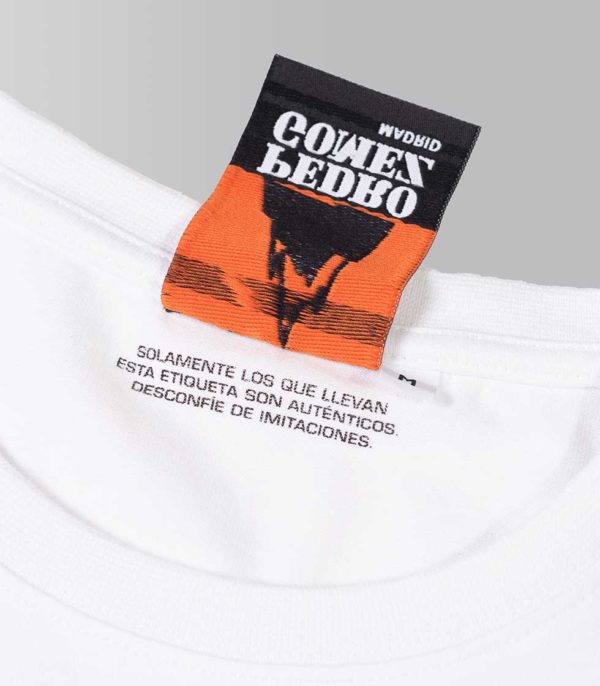 PEDRO
GOMEZ
MADRID
M
SOLAMENTE LOS QUE LLEVAN
ESTA ETIQUETA SON AUTÉNTICOS.
DESCONFÍE DE IMITACIONES.